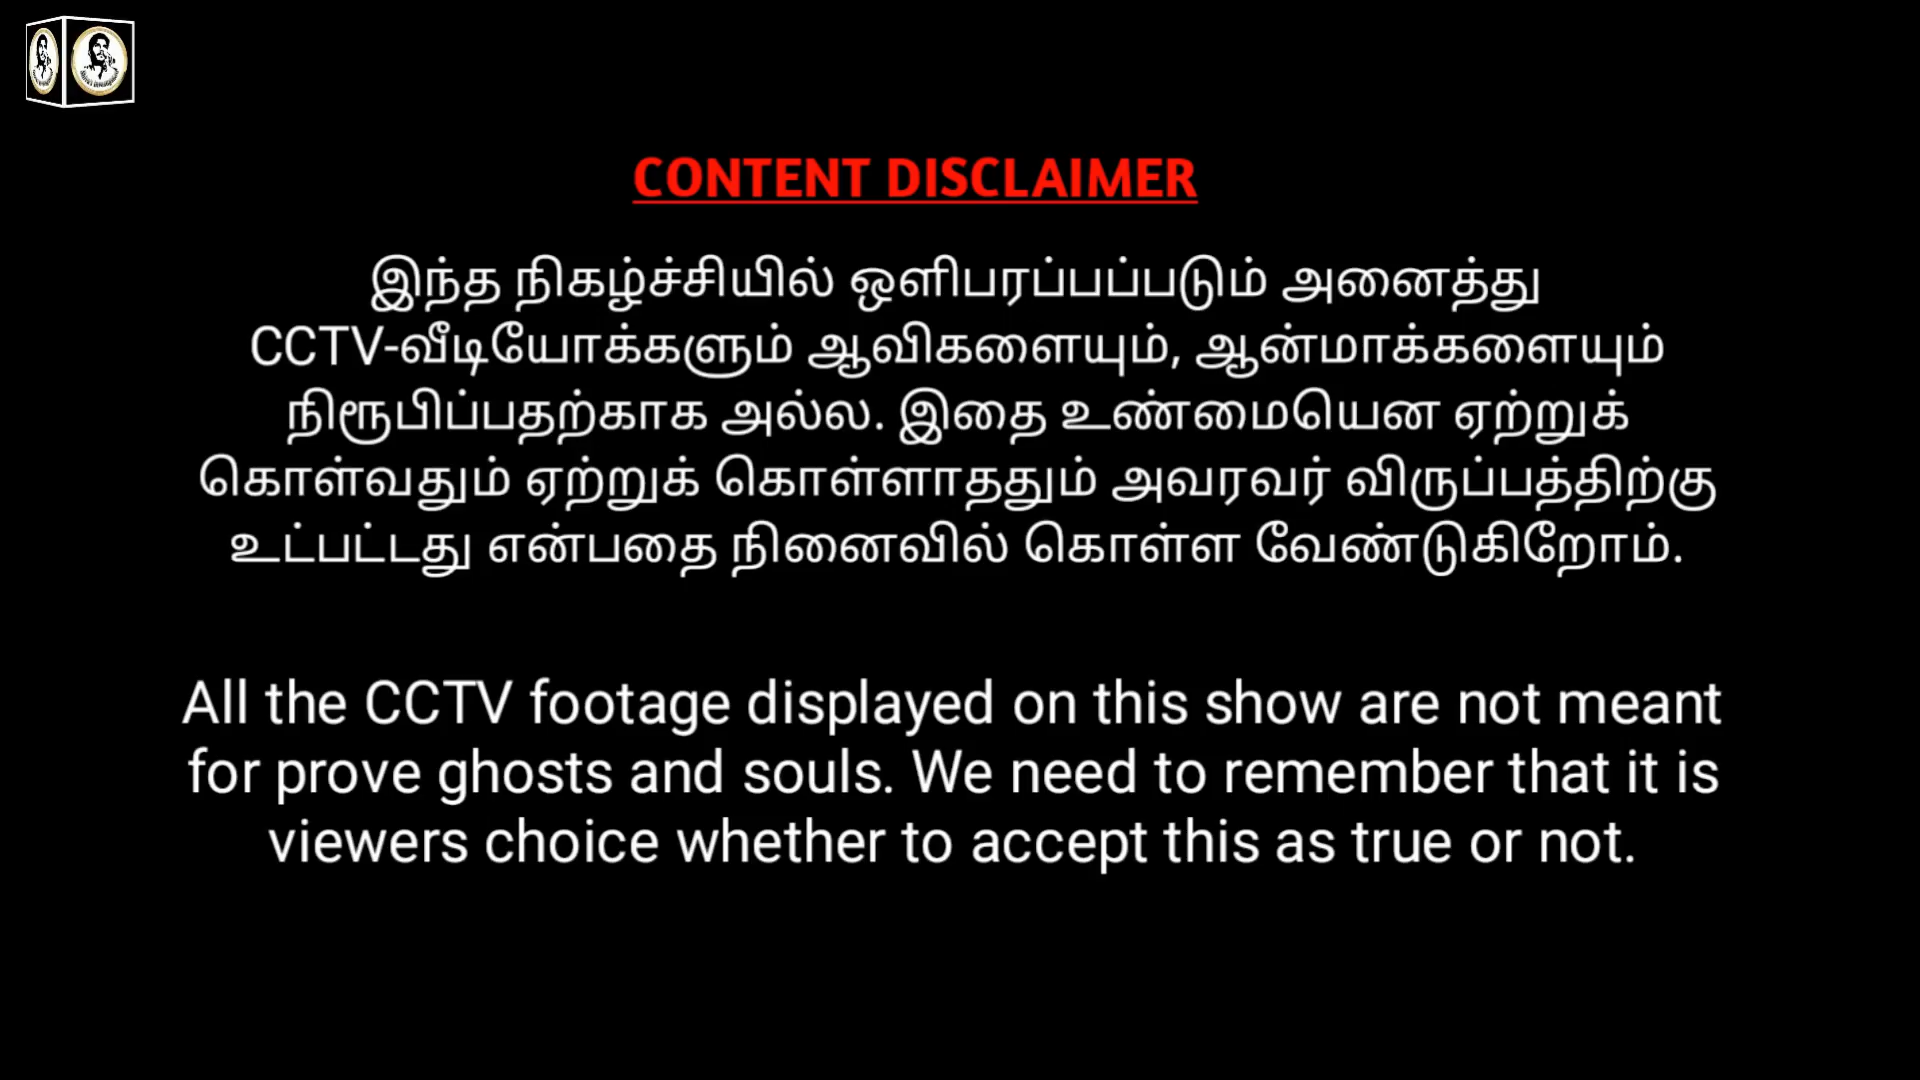 CONTENT DISCLAIMER
இந்த நிகழ்ச்சியில் ஒளிபரப்பப்படும் அனைத்து
CCTV-வீடியோக்களும் ஆவிகளையும், ஆன்மாக்களையும்
நிரூபிப்பதற்காக அல்ல. இதை உண்மையென ஏற்றுக்
கொள்வதும் ஏற்றுக் கொள்ளாததும் அவரவர் விருப்பத்திற்கு
உட்பட்டது என்பதை நினைவில் கொள்ள வேண்டுகிறோம்.
All the CCTV footage displayed on this show are not meant
for prove ghosts and souls. We need to remember that it is
viewers choice whether to accept this as true or not.